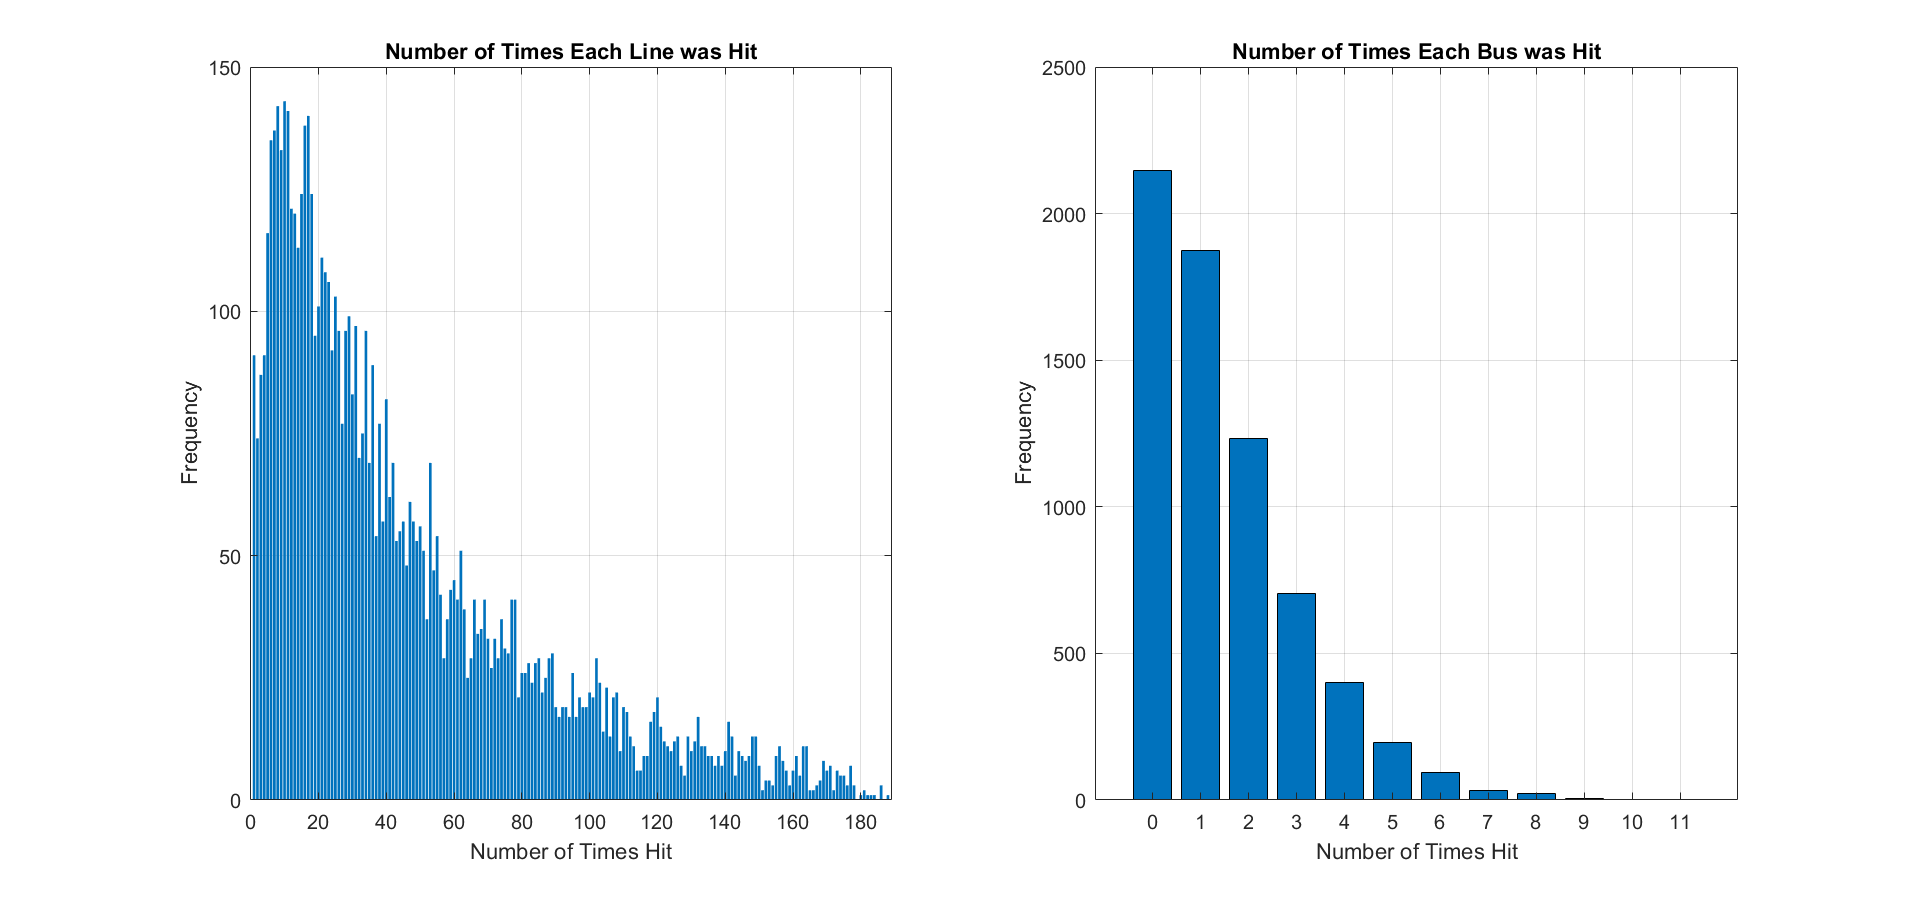 Number of Times Each Line was Hit
150
100
50
0
Frequency
0 20 40 60 80 100 120 140 160 180
Number of Times Hit
Number of Times Each Bus was Hit
2500
2000
1500
1000
500
0
Frequency
0 1 2 3 4 5 6 7 8 9 10 11
Number of Times Hit